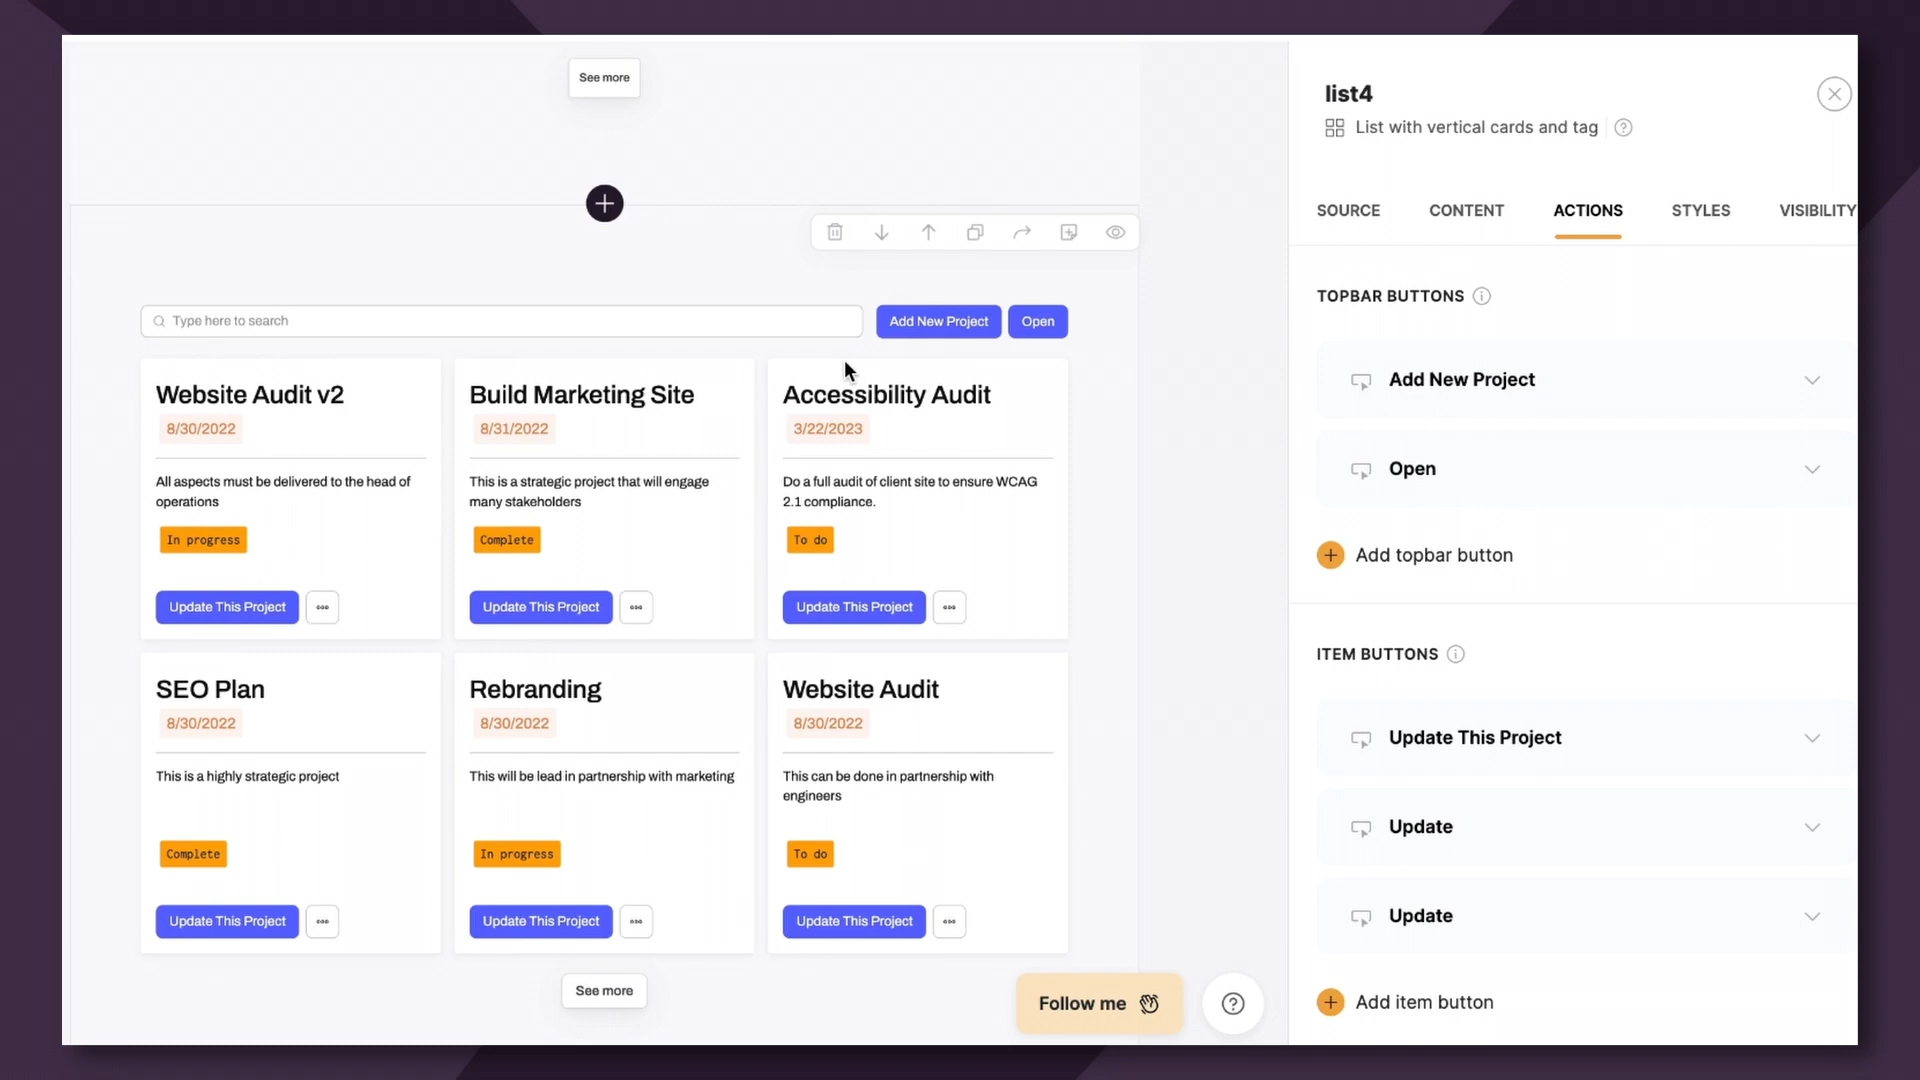 See more
Type here to search
Add New Project
Open
Website Audit v2
8/30/2022
All aspects must be delivered to the head of
operations
In progress
Update This Project
Build Marketing Site
8/31/2022
This is a strategic project that will engage
many stakeholders
Complete
Update This Project
Accessibility Audit
3/22/2023
Do a full audit of client site to ensure WCAG
2.1 compliance.
To do
Update This Project
SEO Plan
8/30/2022
This is a highly strategic project
Complete
Update This Project
Rebranding
8/30/2022
This will be lead in partnership with marketing
In progress
Update This Project
Website Audit
8/30/2022
This can be done in partnership with
engineers
To do
Update This Project
See more
Follow me
list4
List with vertical cards and tag
SOURCE
CONTENT
ACTIONS
STYLES
VISIBILITY
TOPBAR BUTTONS
Add New Project
Open
Add topbar button
ITEM BUTTONS
Update This Project
Update
Update
Add item button